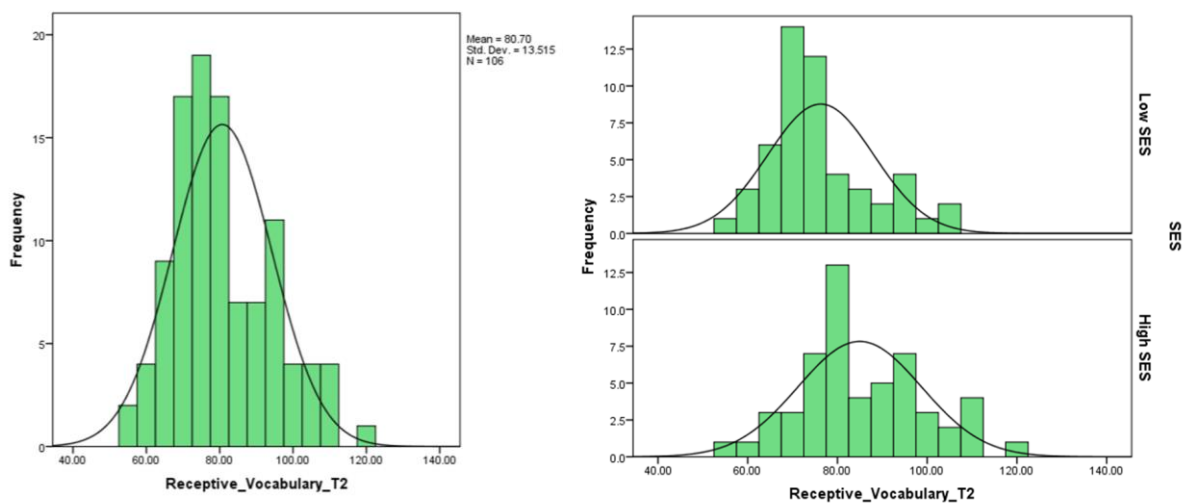 Mean = 80.70
Std. Dev. = 13.515
N = 106
20
15
10
5
0
Frequency
40.00 60.00 80.00 100.00 120.00 140.00
Receptive_Vocabulary_T2
12.5
10.0
7.5
5.0
2.5
0.0
Low SES
12.5
10.0
7.5
5.0
2.5
0.0
High SES
Frequency
SES
40.00 60.00 80.00 100.00 120.00 140.00
Receptive_Vocabulary_T2